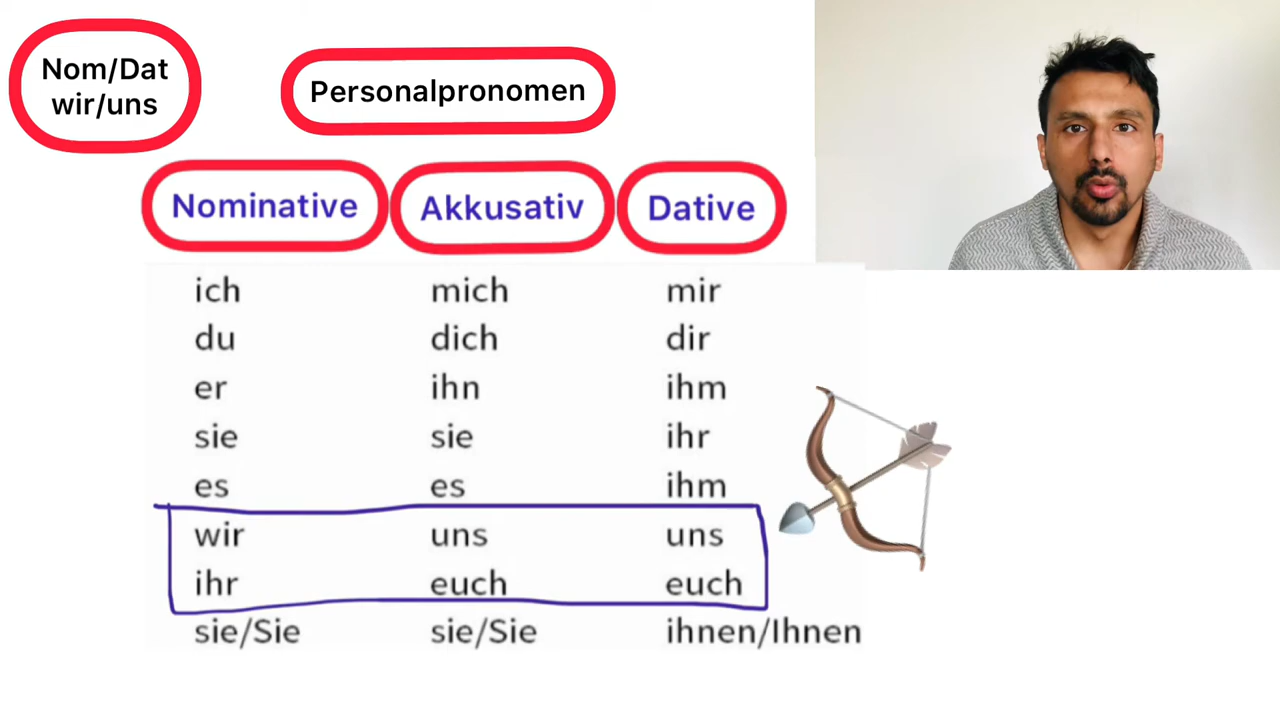 Nom/Dat
wir/uns
Personalpronomen
Nominative Akkusativ Dative
ich mich mir
du dich dir
er ihn ihm
sie sie ihr
es es ihm
wir uns uns
ihr euch euch
sie/Sie sie/Sie ihnen/Ihnen